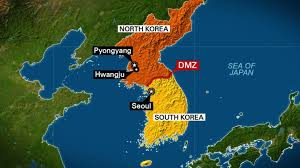 NORTH KOREA
Pyongyang
Hwangju
DMZ
SEA OF
JAPAN
Seoul
SOUTH KOREA